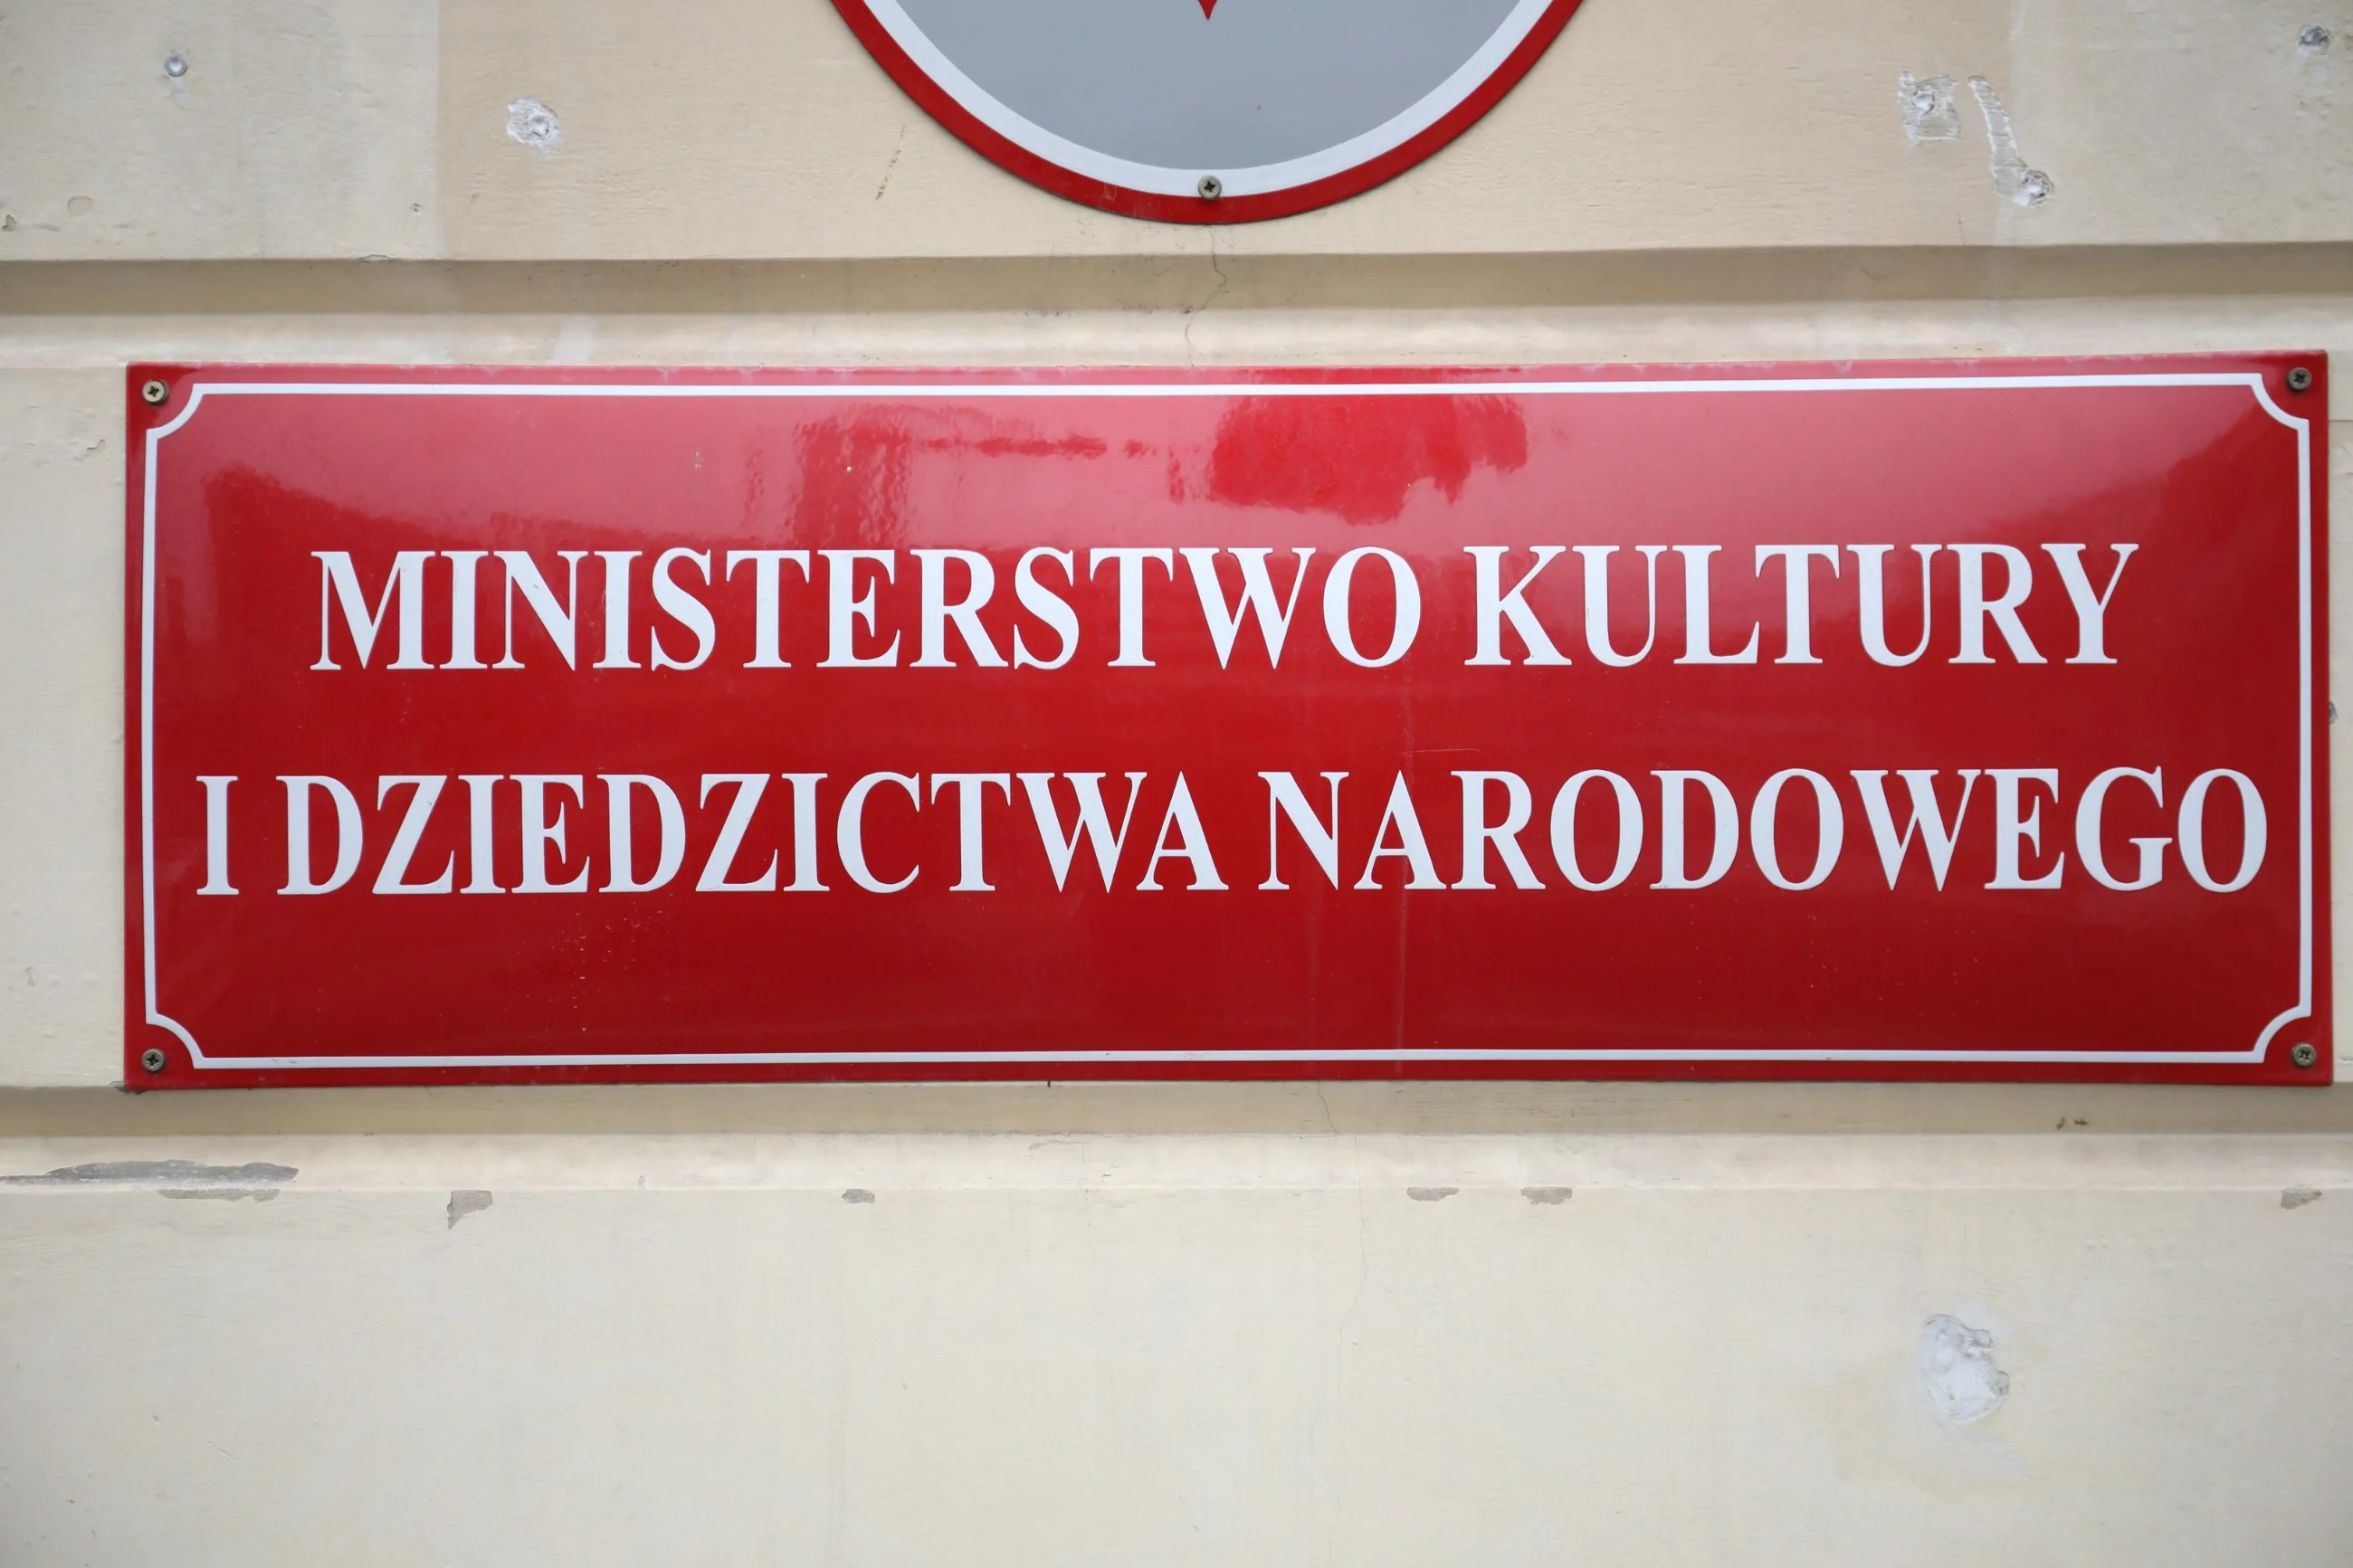 MINISTERSTWO KULTURY
I DZIEDZICTWA NARODOWEGO